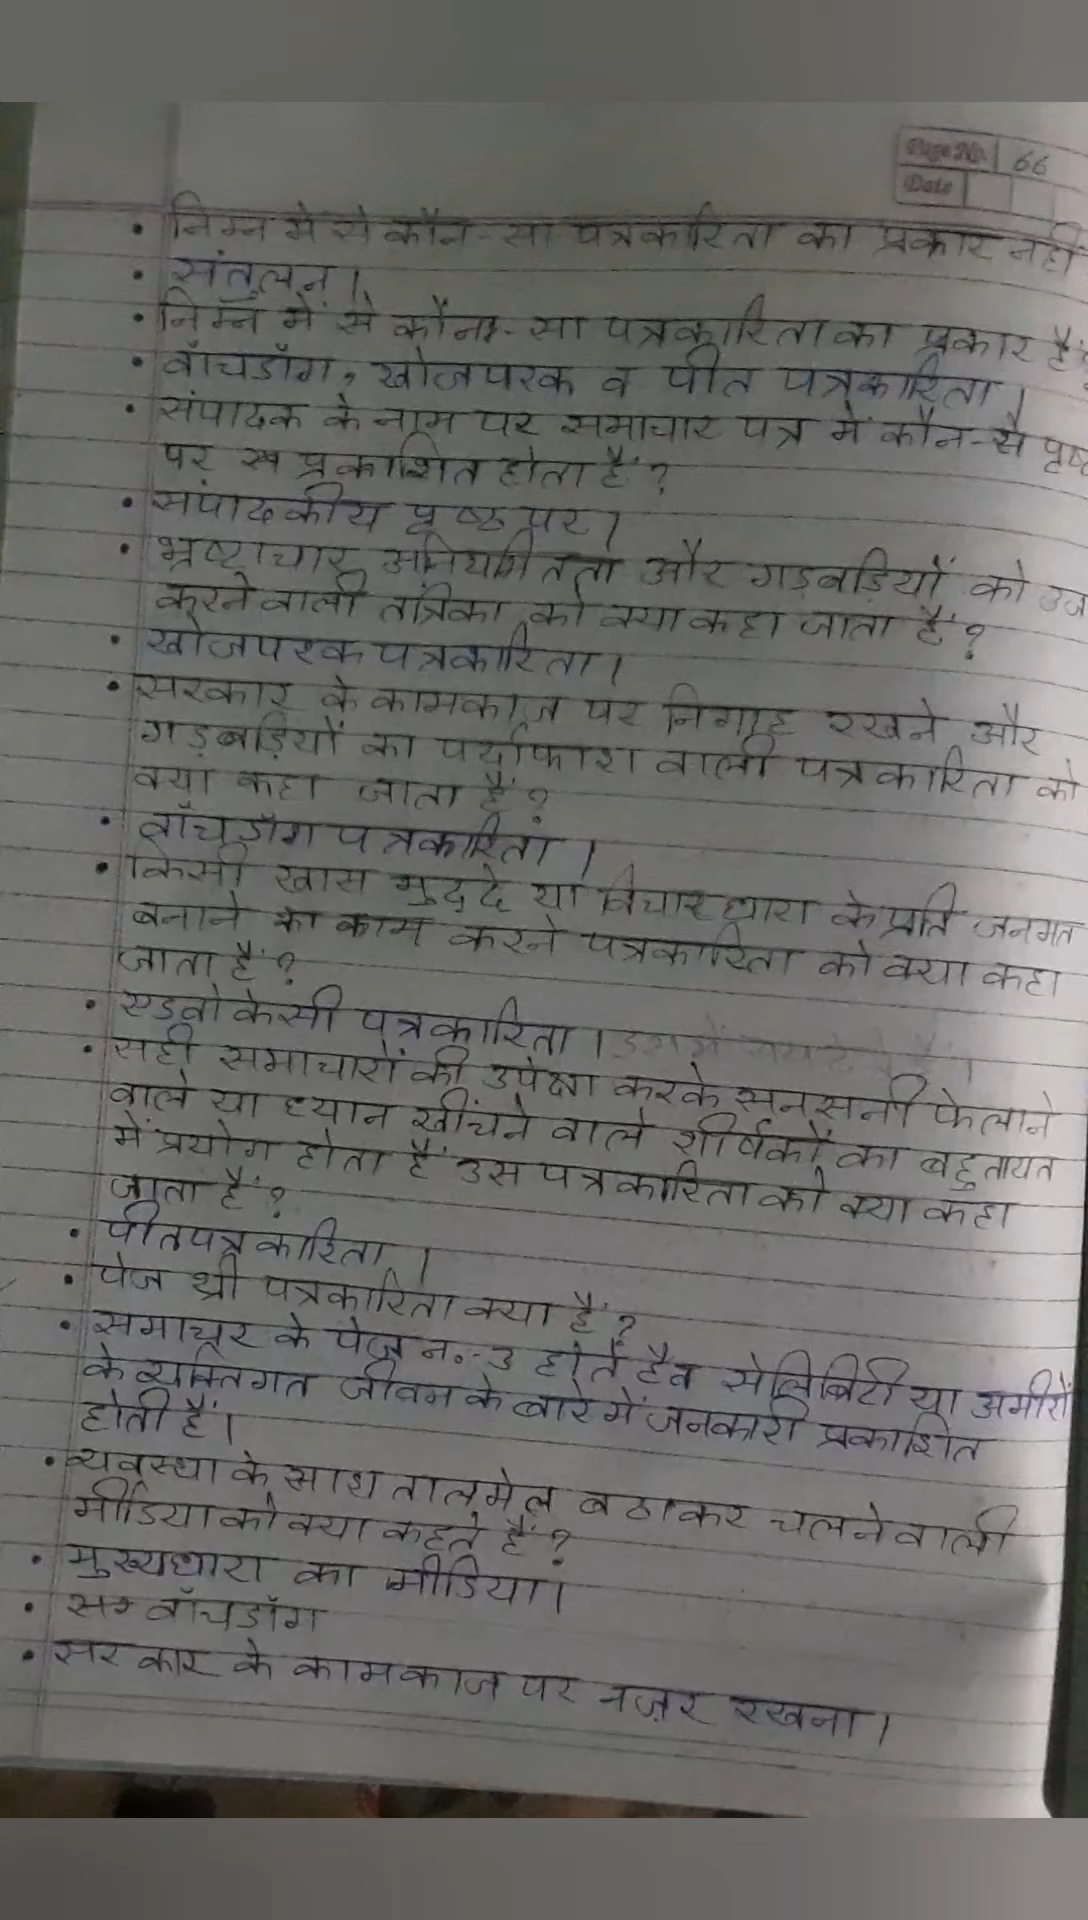 Page No. 66
Date
• निम्न मे से कौन-सा पत्रकारिता का प्रकार नही
• संतुलन।
• निम्न में से कौन-सा पत्रकारिता का प्रकार है?
• वॉचडॉग, खोजपरक व पीत पत्रकारिता।
• संपादक के नाम पर समाचार पत्र में कौन-से पृष्ठ
पर प्रकाशित होता है?
• संपादकीय पृष्ठ पर।
• भ्रष्टाचार अनियमितता और गड़बड़ियों को उज
करने वाली तत्रिका को क्या कहा जाता है?
• खोजपरक पत्रकारिता।
• सरकार के कामकाज पर निगाह रखने और
गड़बड़ियों का पर्दाफाश वाली पत्रकारिता को
क्या कहा जाता है?
• वॉचडॉग पत्रकारिता।
• किसी खास मुद्दे या विचारधारा के प्रति जनमत
बनाने का काम करने पत्रकारिता को क्या कहा
जाता है?
• एडवोकेसी पत्रकारिता।
• सही समाचारों की उपेक्षा करके सनसनी फेलाने
वाले या ध्यान खींचने वाले शीर्षकों का बहुतायत
में प्रयोग होता हैं उस पत्रकारिता को क्या कहा
जाता है?
• पीतपत्रकारिता।
• पेज थ्री पत्रकारिता क्या है?
• के पेज न०-3 होते है व सेलिबिटी या अमीरों
के व्यक्तिगत जीवन के बारे में जनकारी प्रकाशित
होती हैं।
• व्यवस्था के साथ तालमेल बठाकर चलने वाली
मीडिया को क्या कहते हैं?
• मुख्यधारा का मीडिया।
• वॉचडॉग
• सरकार के कामकाज पर नज़र रखना।